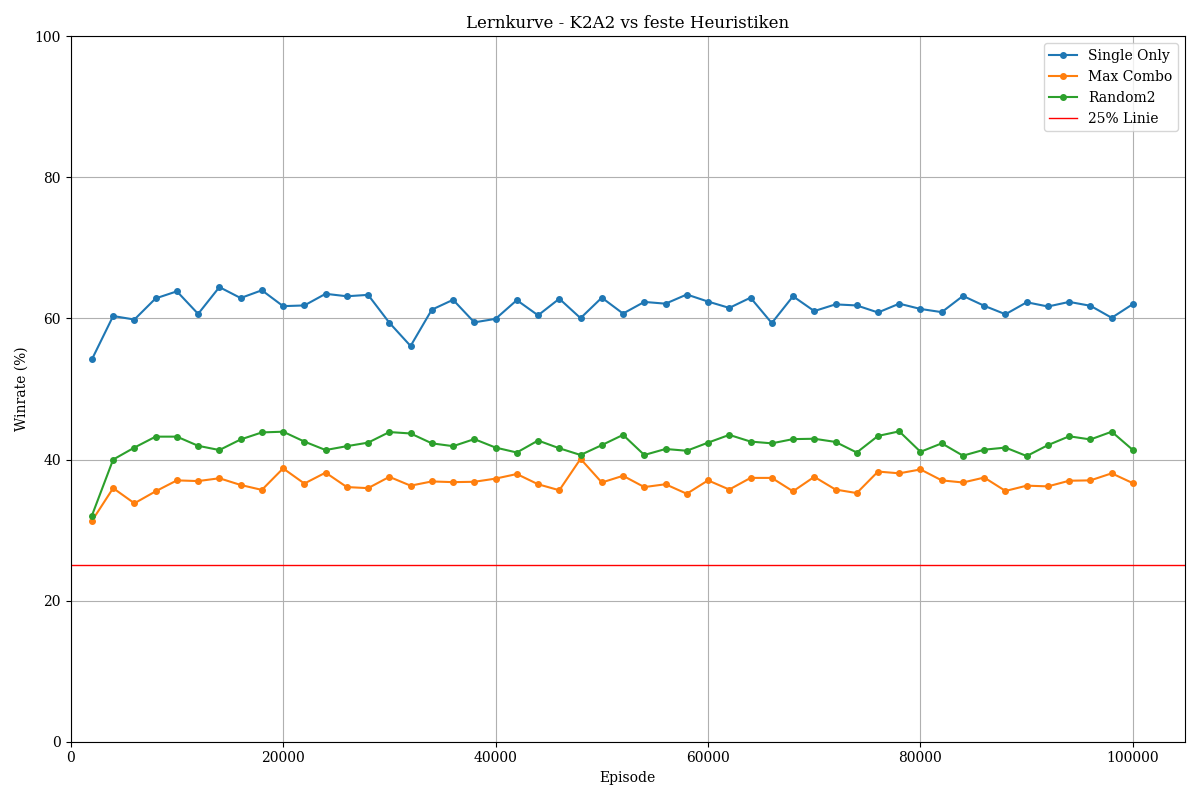 Lernkurve - K2A2 vs feste Heuristiken
100
80
60
40
20
0
Winrate (%)
Single Only
Max Combo
Random2
25% Linie
0 20000 40000 60000 80000 100000
Episode